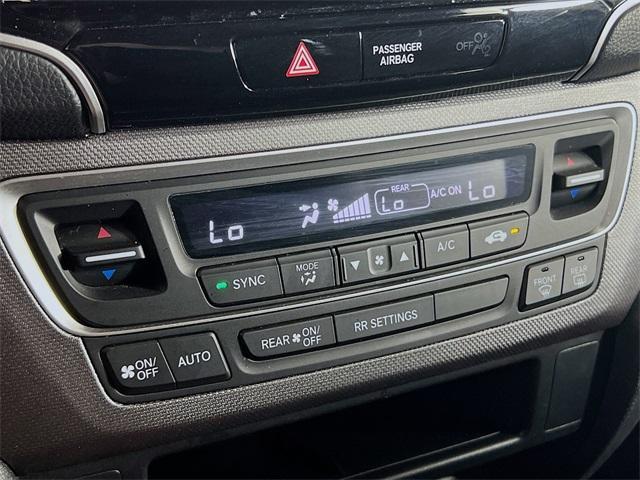 PASSENGER
AIRBAG
OFF
REAR
Lo
Lo
A/C ON
Lo
SYNC
MODE
A/C
FRONT
REAR
REAR ON/
OFF
RR SETTINGS
ON/
OFF
AUTO